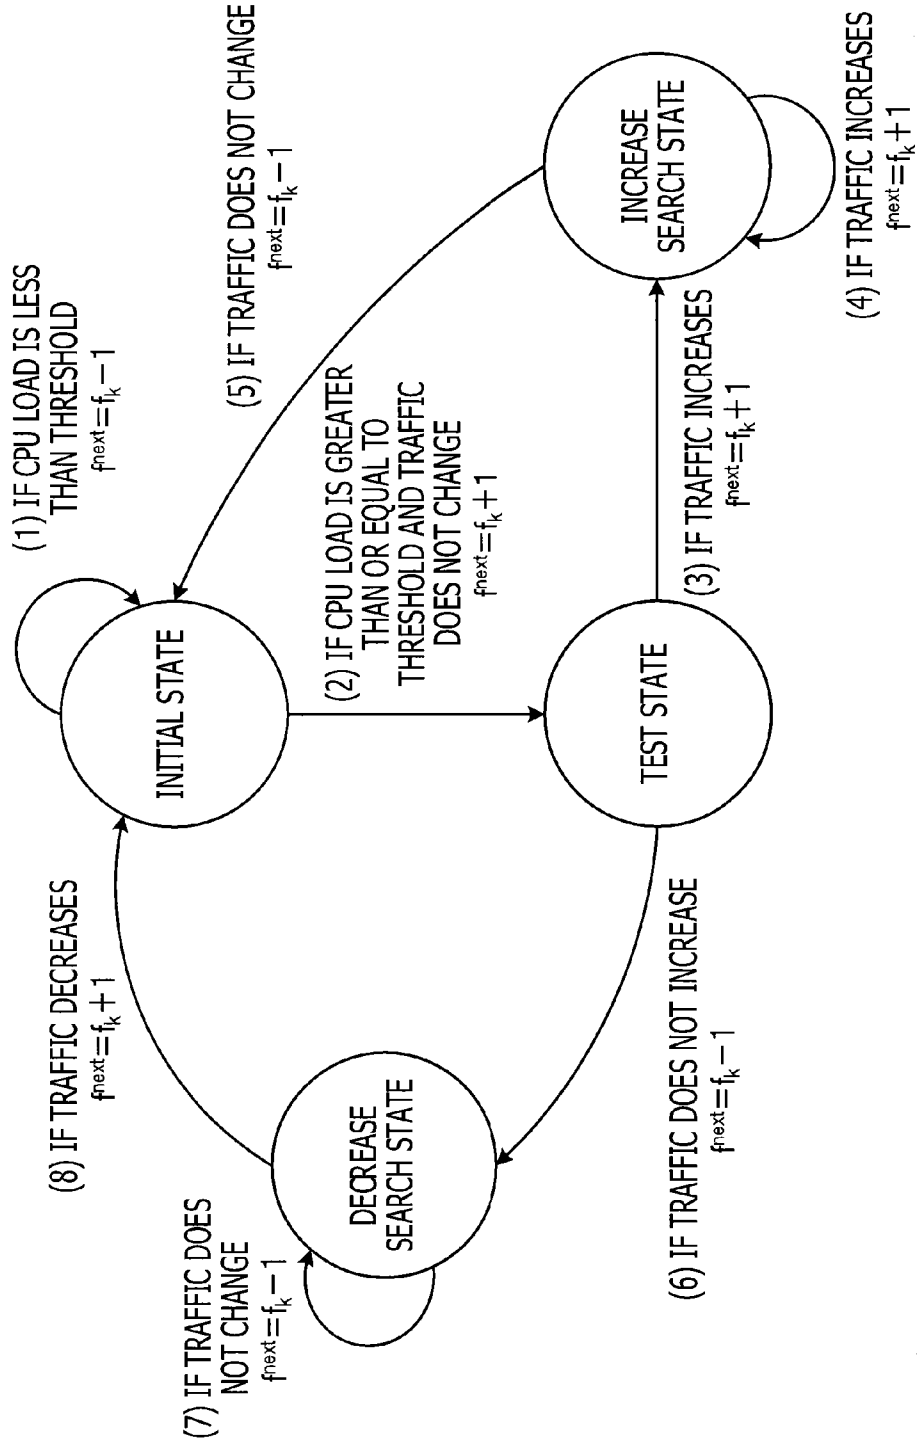 (1) IF CPU LOAD IS LESS
THAN THRESHOLD
fnext=fk−1
(8) IF TRAFFIC DECREASES
fnext=fk+1
INITIAL STATE
(5) IF TRAFFIC DOES NOT CHANGE
fnext=fk−1
(7) IF TRAFFIC DOES
NOT CHANGE
fnext=fk−1
DECREASE
SEARCH STATE
(2) IF CPU LOAD IS GREATER
THAN OR EQUAL TO
THRESHOLD AND TRAFFIC
DOES NOT CHANGE
fnext=fk+1
(6) IF TRAFFIC DOES NOT INCREASE
fnext=fk−1
TEST STATE
(3) IF TRAFFIC INCREASES
fnext=fk+1
INCREASE
SEARCH STATE
(4) IF TRAFFIC INCREASES
fnext=fk+1